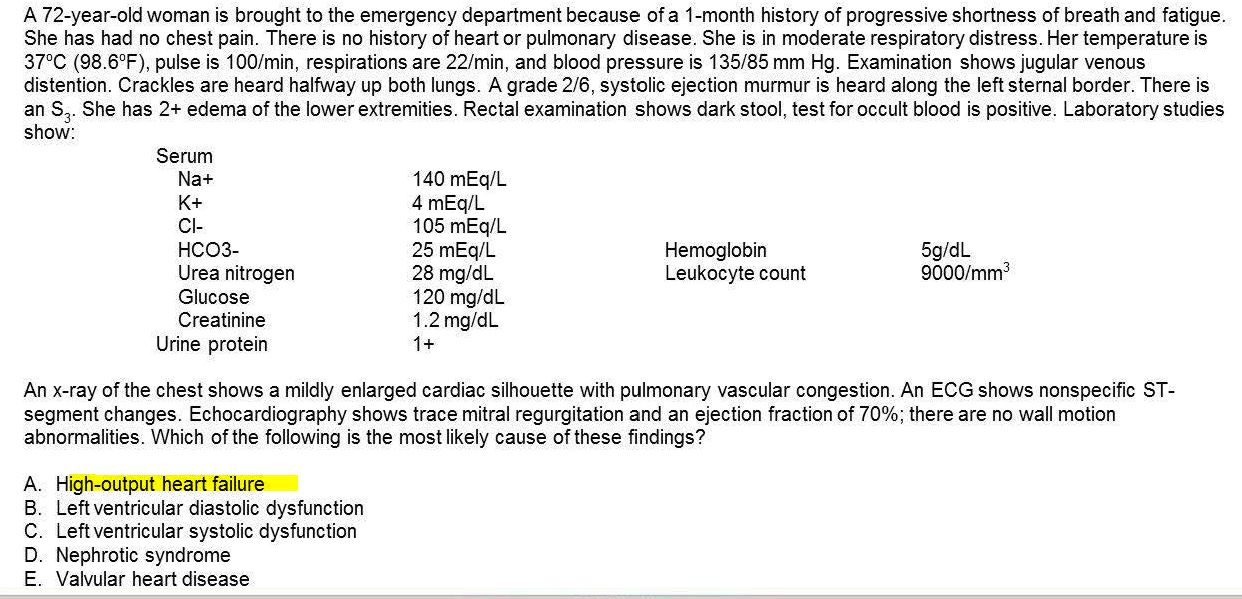 A 72-year-old woman is brought to the emergency department because of a 1-month history of progressive shortness of breath and fatigue.
She has had no chest pain. There is no history of heart or pulmonary disease. She is in moderate respiratory distress. Her temperature is
37°C (98.6°F), pulse is 100/min, respirations are 22/min, and blood pressure is 135/85 mm Hg. Examination shows jugular venous
distention. Crackles are heard halfway up both lungs. A grade 2/6, systolic ejection murmur is heard along the left sternal border. There is
an S3. She has 2+ edema of the lower extremities. Rectal examination shows dark stool, test for occult blood is positive. Laboratory studies
show:
Serum
Na+ 140 mEq/L
K+ 4 mEq/L
Cl- 105 mEq/L
HCO3- 25 mEq/L Hemoglobin 5g/dL
Urea nitrogen 28 mg/dL Leukocyte count 9000/mm³
Glucose 120 mg/dL
Creatinine 1.2 mg/dL
Urine protein 1+
An x-ray of the chest shows a mildly enlarged cardiac silhouette with pulmonary vascular congestion. An ECG shows nonspecific ST-
segment changes. Echocardiography shows trace mitral regurgitation and an ejection fraction of 70%; there are no wall motion
abnormalities. Which of the following is the most likely cause of these findings?
A. High-output heart failure
B. Left ventricular diastolic dysfunction
C. Left ventricular systolic dysfunction
D. Nephrotic syndrome
E. Valvular heart disease